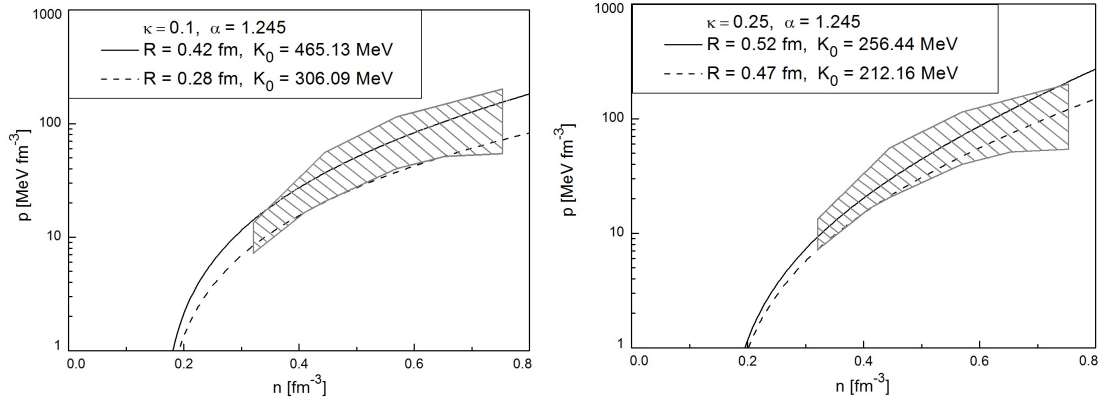 κ = 0.1, α = 1.245
R = 0.42 fm, K₀ = 465.13 MeV
R = 0.28 fm, K₀ = 306.09 MeV
1000
100
10
1
p [MeV fm⁻³]
0.0 0.2 0.4 0.6 0.8
n [fm⁻³]
κ = 0.25, α = 1.245
R = 0.52 fm, K₀ = 256.44 MeV
R = 0.47 fm, K₀ = 212.16 MeV
1000
100
10
1
p [MeV fm⁻³]
0.0 0.2 0.4 0.6 0.8
n [fm⁻³]